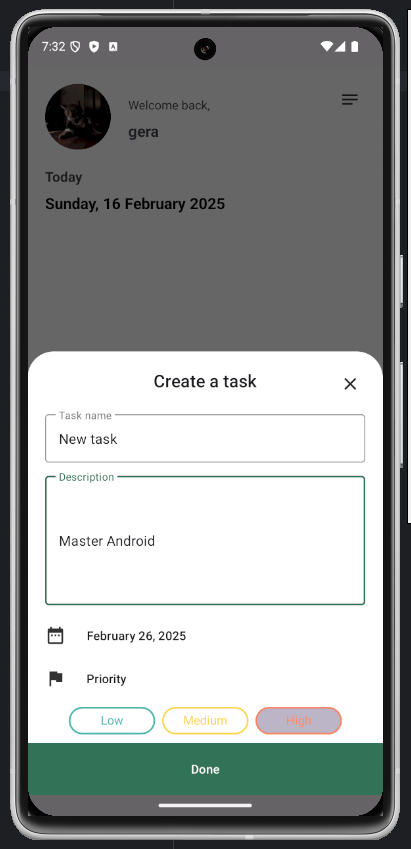 7:32
Welcome back,
gera
Today
Sunday, 16 February 2025
Create a task
Task name
New task
Description
Master Android
February 26, 2025
Priority
Low Medium High
Done